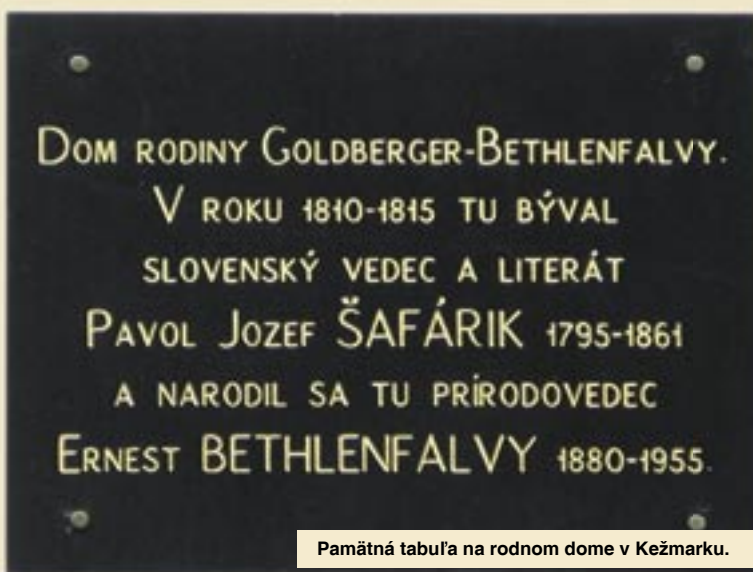 DOM RODINY GOLDBERGER-BETHLENFALVY.
V ROKU 1810-1815 TU BÝVAL
SLOVENSKÝ VEDEC A LITERÁT
PAVOL JOZEF ŠAFÁRIK 1795-1861
A NARODIL SA TU PRÍRODOVEDEC
ERNEST BETHLENFALVY 1880-1955.
Pamätná tabuľa na rodnom dome v Kežmarku.